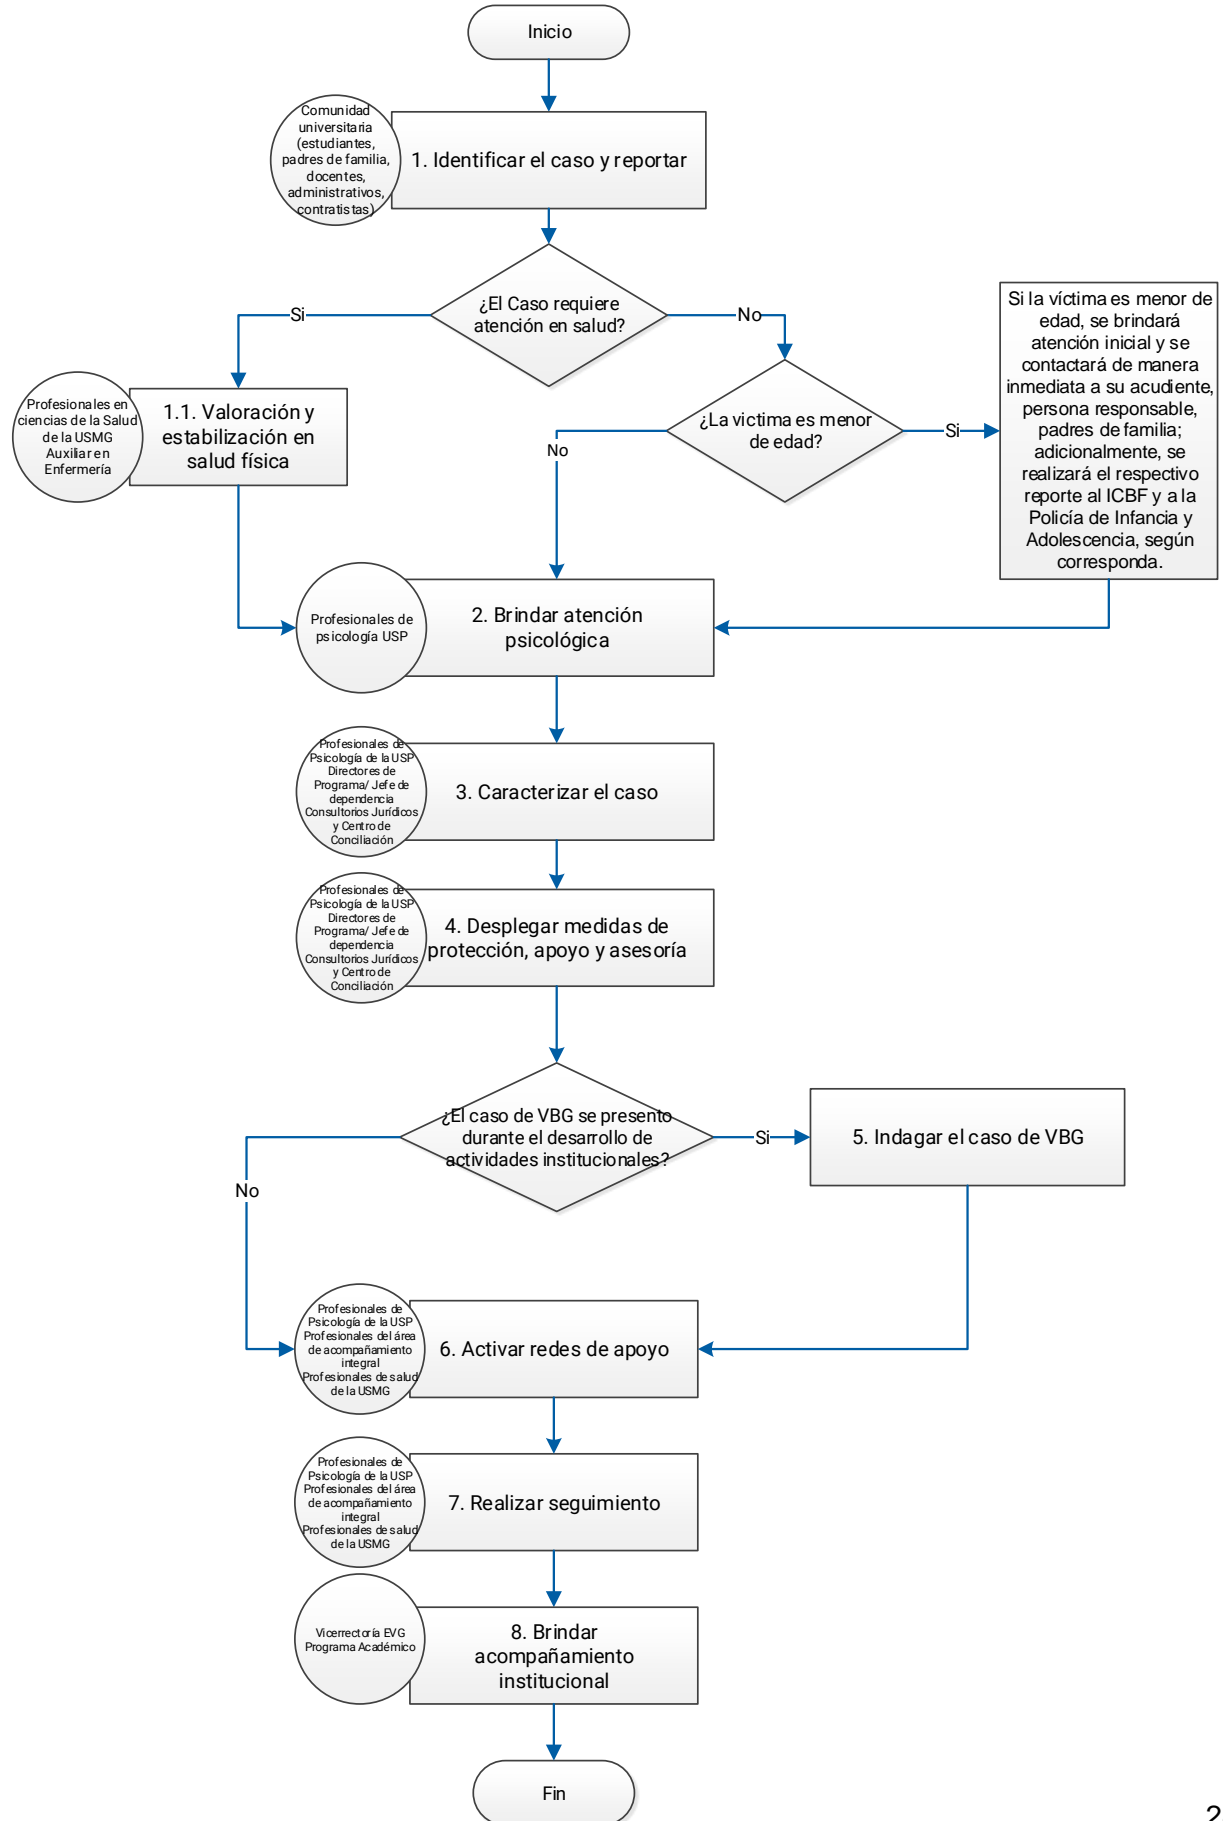 Inicio
Comunidad
universitaria
(estudiantes,
padres de familia,
docentes,
administrativos,
contratistas)
1. Identificar el caso y reportar
¿El Caso requiere
atención en salud?
Si
No
Si la víctima es menor de
edad, se brindará
atención inicial y se
contactará de manera
inmediata a su acudiente,
persona responsable,
padres de familia;
adicionalmente, se
realizará el respectivo
reporte al ICBF y a la
Policía de Infancia y
Adolescencia, según
corresponda.
Profesionales en
ciencias de la Salud
de la USMG
Auxiliar en
Enfermería
1.1. Valoración y
estabilización en
salud física
¿La victima es menor
de edad?
No
Si
Profesionales de
psicología USP
2. Brindar atención
psicológica
Profesionales de
Psicología de la USP
Directores de
Programa/ Jefe de
dependencia
Consultorios Jurídicos
y Centro de
Conciliación
3. Caracterizar el caso
Profesionales de
Psicología de la USP
Directores de
Programa/ Jefe de
dependencia
Consultorios Jurídicos
y Centro de
Conciliación
4. Desplegar medidas de
protección, apoyo y asesoría
¿El caso de VBG se presento
durante el desarrollo de
actividades institucionales?
Si
No
5. Indagar el caso de VBG
Profesionales de
Psicología de la USP
Profesionales del área
de acompañamiento
integral
Profesionales de salud
de la USMG
6. Activar redes de apoyo
Profesionales de
Psicología de la USP
Profesionales del área
de acompañamiento
integral
Profesionales de salud
de la USMG
7. Realizar seguimiento
Vicerrectoría EVG
Programa Académico
8. Brindar
acompañamiento
institucional
Fin
2